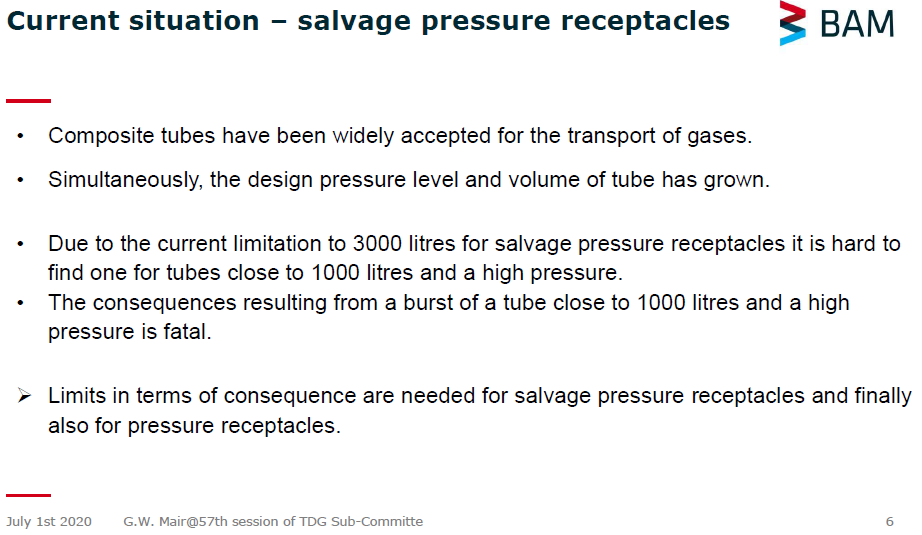 Current situation – salvage pressure receptacles
BAM
• Composite tubes have been widely accepted for the transport of gases.
• Simultaneously, the design pressure level and volume of tube has grown.
• Due to the current limitation to 3000 litres for salvage pressure receptacles it is hard to
find one for tubes close to 1000 litres and a high pressure.
• The consequences resulting from a burst of a tube close to 1000 litres and a high
pressure is fatal.
➢ Limits in terms of consequence are needed for salvage pressure receptacles and finally
also for pressure receptacles.
July 1st 2020 G.W. Mair@57th session of TDG Sub-Committe 6